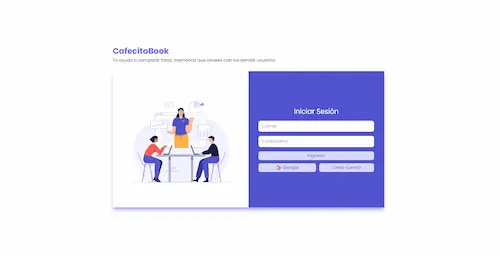 CafecitoBook
Te ayuda a compartir fotos, memorias que desees con los demás usuarios.
Iniciar Sesión
Correo
Contraseña
Ingresar
Google
Crear cuenta